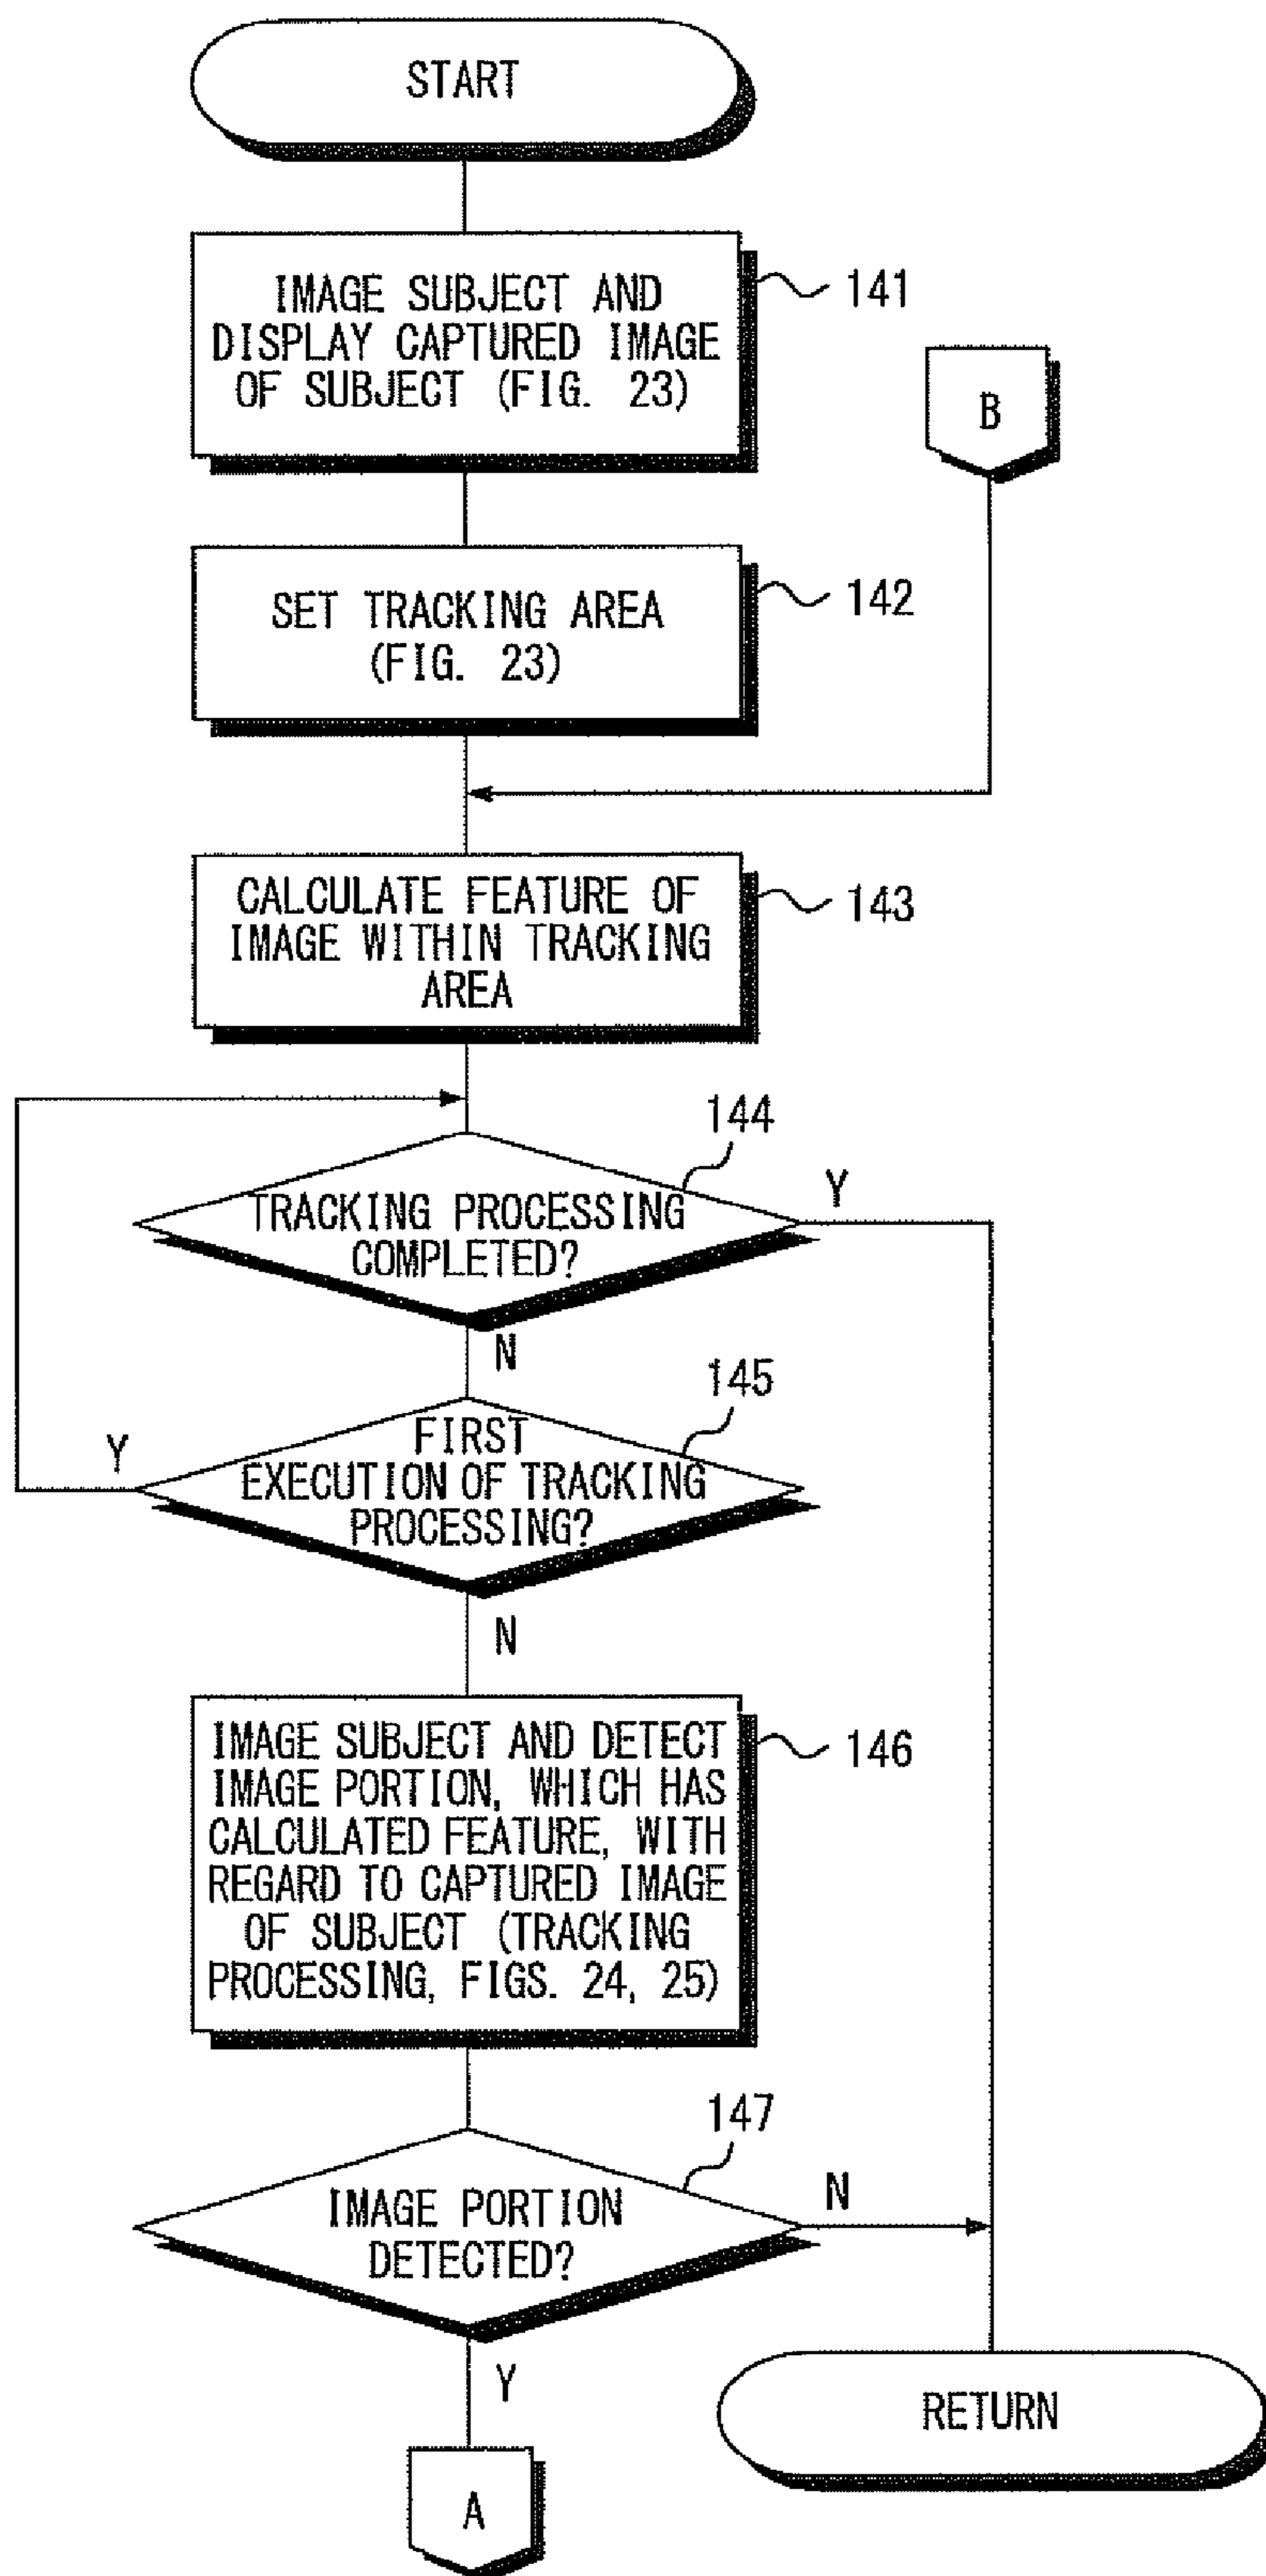 START
IMAGE SUBJECT AND
DISPLAY CAPTURED IMAGE
OF SUBJECT (FIG. 23)
141
B
SET TRACKING AREA
(FIG. 23)
142
CALCULATE FEATURE OF
IMAGE WITHIN TRACKING
AREA
143
144
TRACKING PROCESSING
COMPLETED?
Y
N
145
FIRST
EXECUTION OF TRACKING
PROCESSING?
Y
N
IMAGE SUBJECT AND DETECT
IMAGE PORTION, WHICH HAS
CALCULATED FEATURE, WITH
REGARD TO CAPTURED IMAGE
OF SUBJECT (TRACKING
PROCESSING, FIGS. 24, 25)
146
147
IMAGE PORTION
DETECTED?
N
Y
RETURN
A